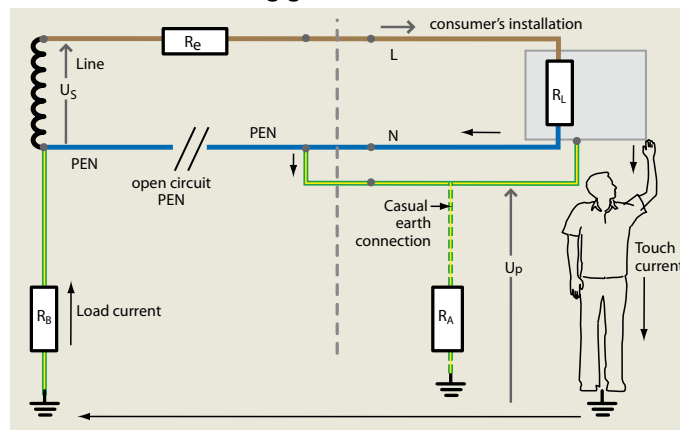 consumer's installation
Re
Line
L
US
RL
PEN
N
PEN
open circuit
PEN
Casual
earth
connection
Up
Touch
current
RB
Load current
RA